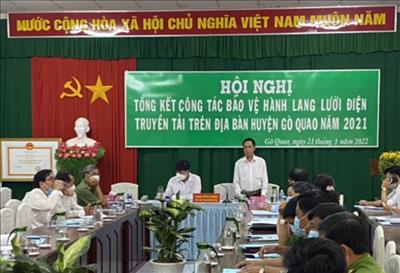 NƯỚC CỘNG HÒA XÃ HỘI CHỦ NGHĨA VIỆT NAM MUÔN NĂM
HỘI NGHỊ
TỔNG KẾT CÔNG TÁC BẢO VỆ HÀNH LANG LƯỚI ĐIỆN
TRUYỀN TẢI TRÊN ĐỊA BÀN HUYỆN GÒ QUAO NĂM 2021
Gò Quao, ngày 21 tháng 3 năm 2022